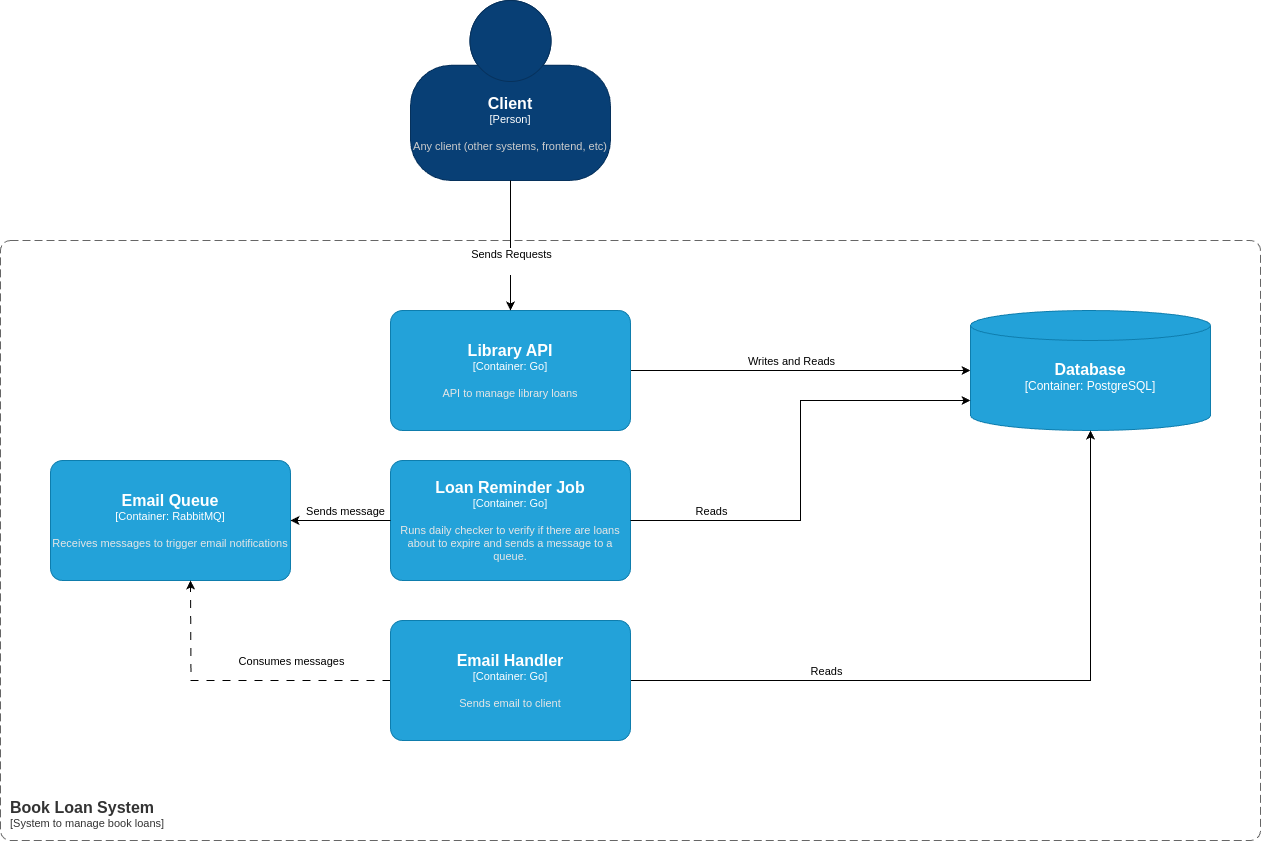 Client
[Person]
Any client (other systems, frontend, etc)
Sends Requests
Library API
[Container: Go]
API to manage library loans
Writes and Reads
Database
[Container: PostgreSQL]
Email Queue
[Container: RabbitMQ]
Receives messages to trigger email notifications
Sends message
Loan Reminder Job
[Container: Go]
Runs daily checker to verify if there are loans
about to expire and sends a message to a
queue.
Reads
Consumes messages
Email Handler
[Container: Go]
Sends email to client
Reads
Book Loan System
[System to manage book loans]